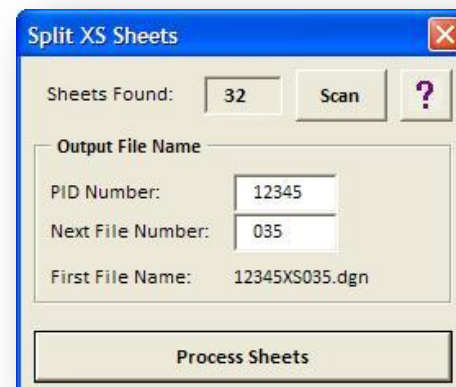 Split XS Sheets
Sheets Found: 32 Scan ?
Output File Name
PID Number: 12345
Next File Number: 035
First File Name: 12345XS035.dgn
Process Sheets